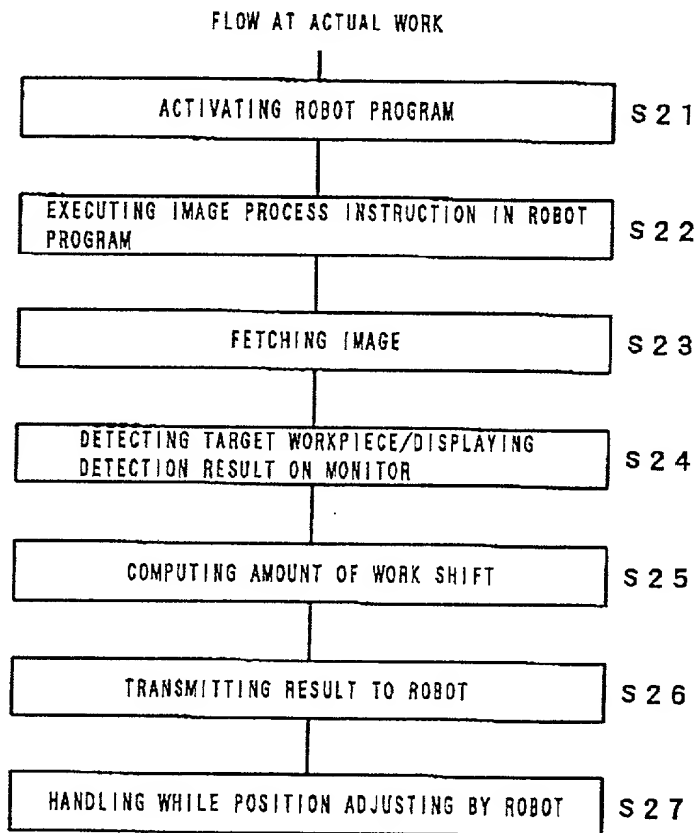 FLOW AT ACTUAL WORK
ACTIVATING ROBOT PROGRAM S21
EXECUTING IMAGE PROCESS INSTRUCTION IN ROBOT
PROGRAM S22
FETCHING IMAGE S23
DETECTING TARGET WORKPIECE/DISPLAYING
DETECTION RESULT ON MONITOR S24
COMPUTING AMOUNT OF WORK SHIFT S25
TRANSMITTING RESULT TO ROBOT S26
HANDLING WHILE POSITION ADJUSTING BY ROBOT S27